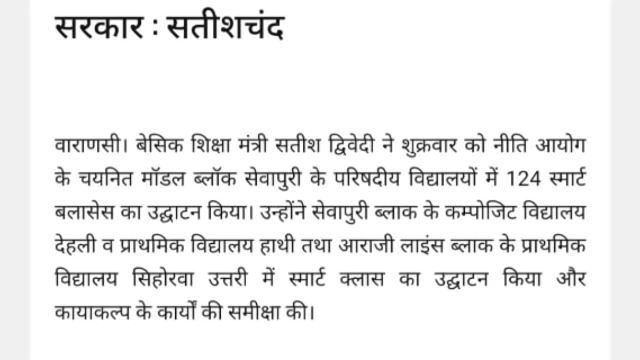 सरकार : सतीशचंद
वाराणसी। बेसिक शिक्षा मंत्री सतीश द्विवेदी ने शुक्रवार को नीति आयोग
के चयनित मॉडल ब्लॉक सेवापुरी के परिषदीय विद्यालयों में 124 स्मार्ट
बलासेस का उद्घाटन किया। उन्होंने सेवापुरी ब्लाक के कम्पोजिट विद्यालय
देहली व प्राथमिक विद्यालय हाथी तथा आराजी लाइंस ब्लाक के प्राथमिक
विद्यालय सिहोरवा उत्तरी में स्मार्ट क्लास का उद्घाटन किया और
कायाकल्प के कार्यों की समीक्षा की।